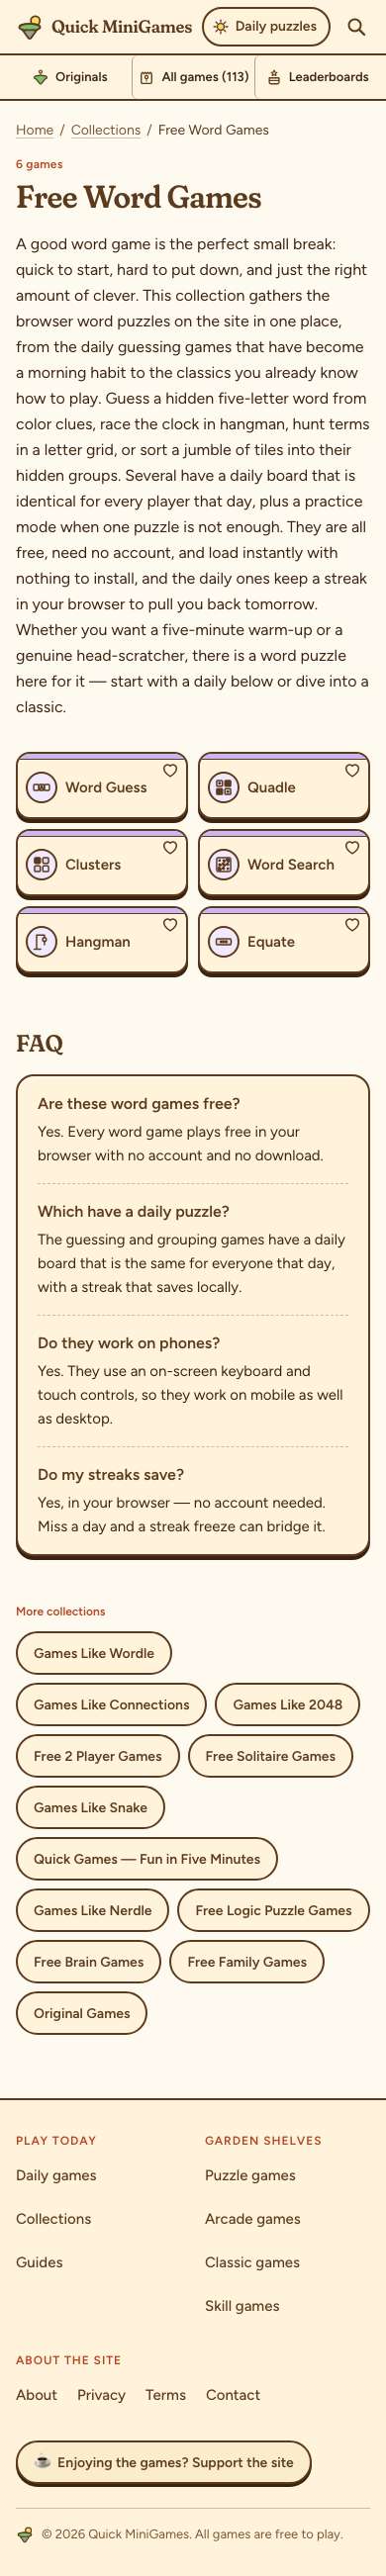 Quick MiniGames
Daily puzzles
Originals
All games (113)
Leaderboards
Home / Collections / Free Word Games
6 games
Free Word Games
A good word game is the perfect small break:
quick to start, hard to put down, and just the right
amount of clever. This collection gathers the
browser word puzzles on the site in one place,
from the daily guessing games that have become
a morning habit to the classics you already know
how to play. Guess a hidden five-letter word from
color clues, race the clock in hangman, hunt terms
in a letter grid, or sort a jumble of tiles into their
hidden groups. Several have a daily board that is
identical for every player that day, plus a practice
mode when one puzzle is not enough. They are all
free, need no account, and load instantly with
nothing to install, and the daily ones keep a streak
in your browser to pull you back tomorrow.
Whether you want a five-minute warm-up or a
genuine head-scratcher, there is a word puzzle
here for it — start with a daily below or dive into a
classic.
Word Guess
Quadle
Clusters
Word Search
Hangman
Equate
FAQ
Are these word games free?
Yes. Every word game plays free in your
browser with no account and no download.
Which have a daily puzzle?
The guessing and grouping games have a daily
board that is the same for everyone that day,
with a streak that saves locally.
Do they work on phones?
Yes. They use an on-screen keyboard and
touch controls, so they work on mobile as well
as desktop.
Do my streaks save?
Yes, in your browser — no account needed.
Miss a day and a streak freeze can bridge it.
More collections
Games Like Wordle
Games Like Connections
Games Like 2048
Free 2 Player Games
Free Solitaire Games
Games Like Snake
Quick Games — Fun in Five Minutes
Games Like Nerdle
Free Logic Puzzle Games
Free Brain Games
Free Family Games
Original Games
PLAY TODAY
Daily games
Collections
Guides
GARDEN SHELVES
Puzzle games
Arcade games
Classic games
Skill games
ABOUT THE SITE
About
Privacy
Terms
Contact
Enjoying the games? Support the site
© 2026 Quick MiniGames. All games are free to play.